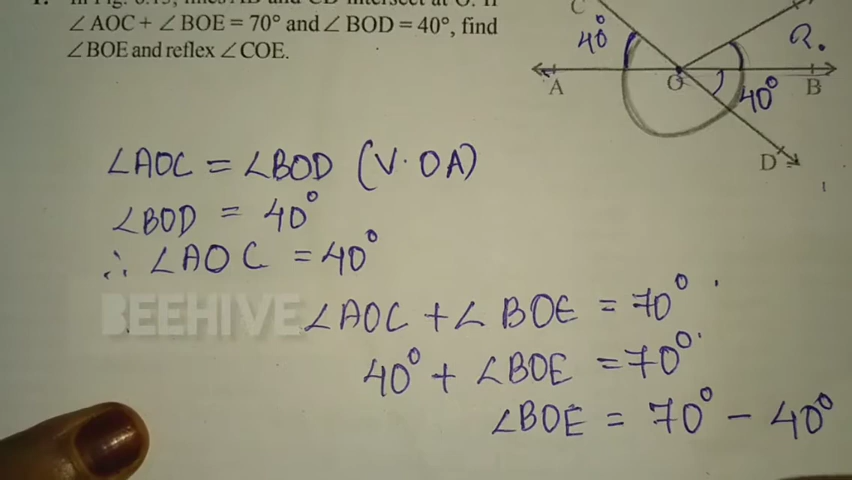 ∠AOC + ∠BOE = 70° and ∠BOD = 40°, find
∠BOE and reflex ∠COE.
C
40°
A
O
40°
B
D
∠AOC = ∠BOD (V.OA)
∠BOD = 40°
∴ ∠AOC = 40°
BEEHIVE
∠AOC + ∠BOE = 70°
40° + ∠BOE = 70°
∠BOE = 70° - 40°